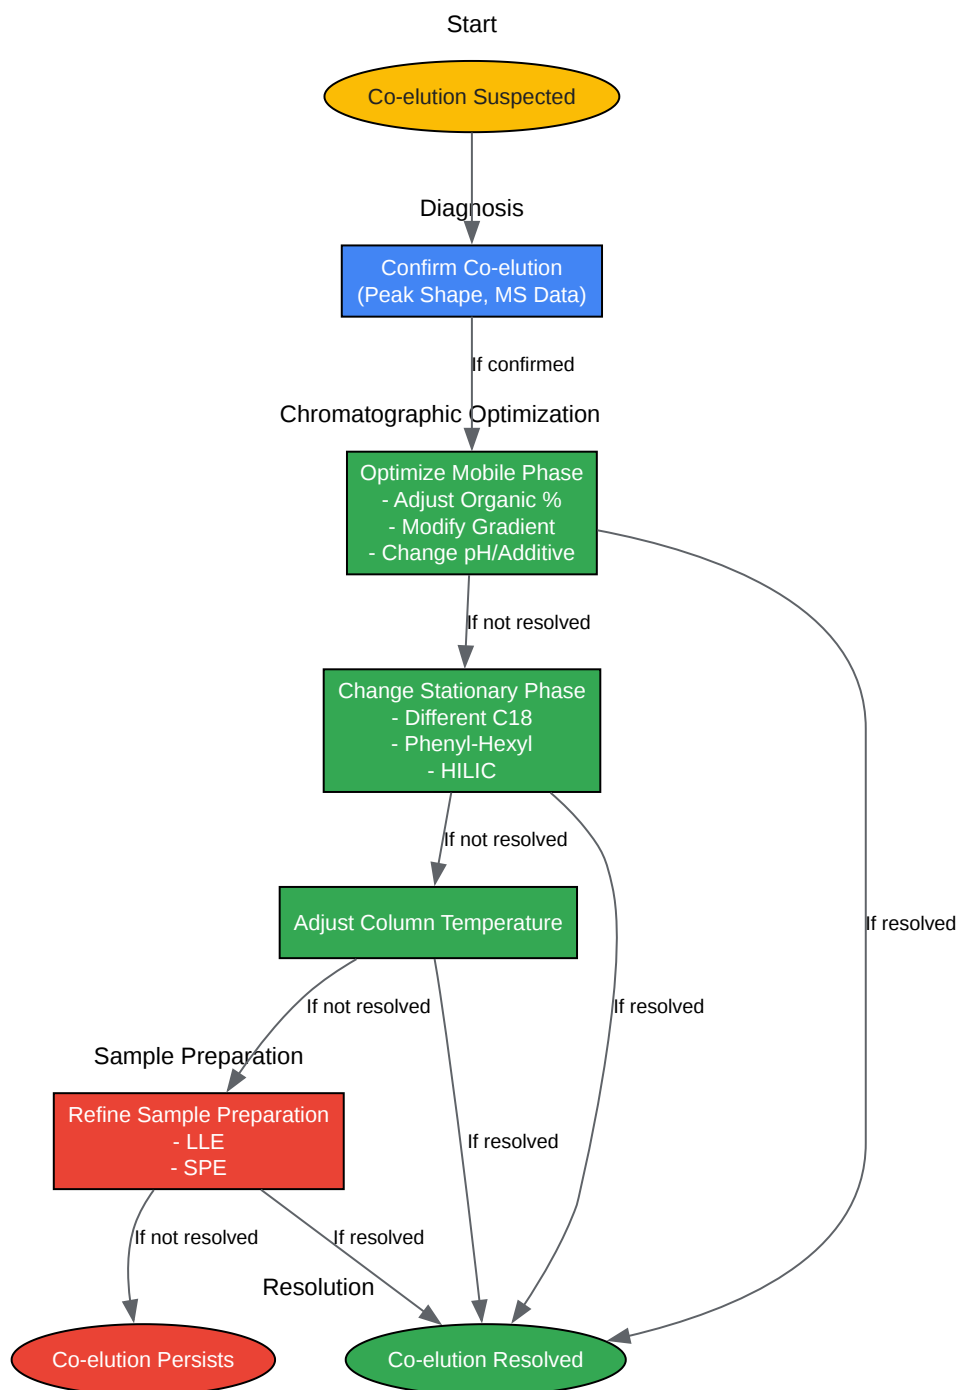 Start
Co-elution Suspected
Diagnosis
Confirm Co-elution
(Peak Shape, MS Data)
If confirmed
Chromatographic Optimization
Optimize Mobile Phase
- Adjust Organic %
- Modify Gradient
- Change pH/Additive
If not resolved
Change Stationary Phase
- Different C18
- Phenyl-Hexyl
- HILIC
If not resolved
Adjust Column Temperature
If resolved
If not resolved
If resolved
Sample Preparation
Refine Sample Preparation
- LLE
- SPE
If resolved
If not resolved
If resolved
Resolution
Co-elution Persists
Co-elution Resolved